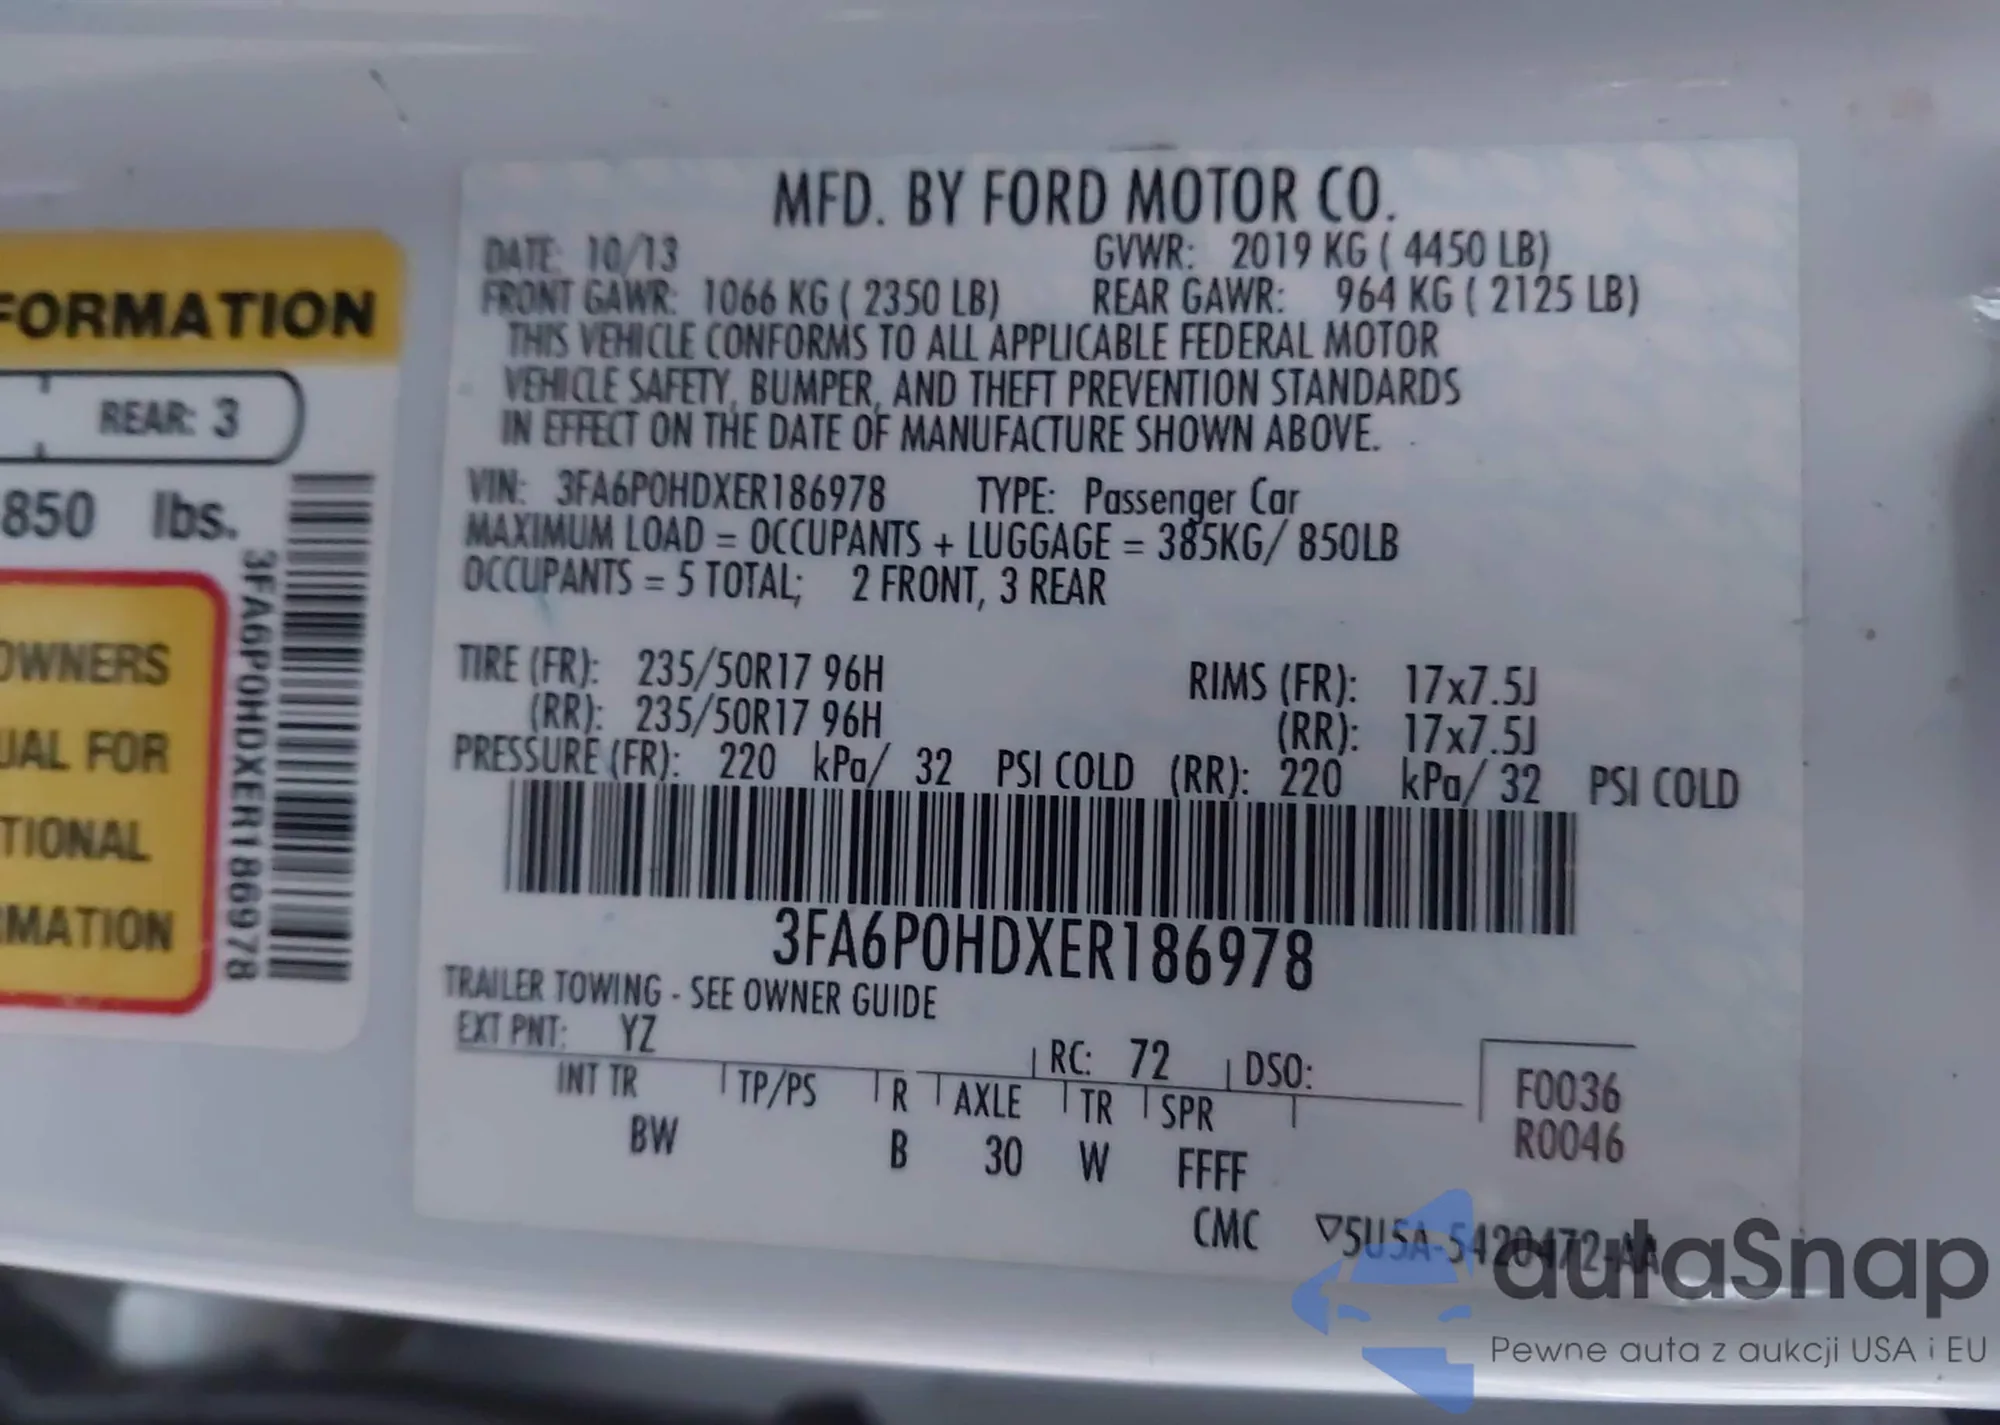 FORMATION
REAR: 3
850 lbs.
3FA6P0HDXER186978
OWNERS
UAL FOR
TIONAL
RMATION
MFD. BY FORD MOTOR CO.
DATE: 10/13 GVWR: 2019 KG ( 4450 LB)
FRONT GAWR: 1066 KG ( 2350 LB) REAR GAWR: 964 KG ( 2125 LB)
THIS VEHICLE CONFORMS TO ALL APPLICABLE FEDERAL MOTOR
VEHICLE SAFETY, BUMPER, AND THEFT PREVENTION STANDARDS
IN EFFECT ON THE DATE OF MANUFACTURE SHOWN ABOVE.
VIN: 3FA6P0HDXER186978 TYPE: Passenger Car
MAXIMUM LOAD = OCCUPANTS + LUGGAGE = 385KG/ 850LB
OCCUPANTS = 5 TOTAL; 2 FRONT, 3 REAR
TIRE (FR): 235/50R17 96H RIMS (FR): 17x7.5J
(RR): 235/50R17 96H (RR): 17x7.5J
PRESSURE (FR): 220 kPa/ 32 PSI COLD (RR): 220 kPa/ 32 PSI COLD
3FA6P0HDXER186978
TRAILER TOWING - SEE OWNER GUIDE
EXT PNT: YZ RC: 72 DSO:
INT TR TP/PS R AXLE TR SPR F0036
BW B 30 W FFFF R0046
CMC ▽5U5A-5420472-AA
autaSnap
Pewne auta z aukcji USA i EU